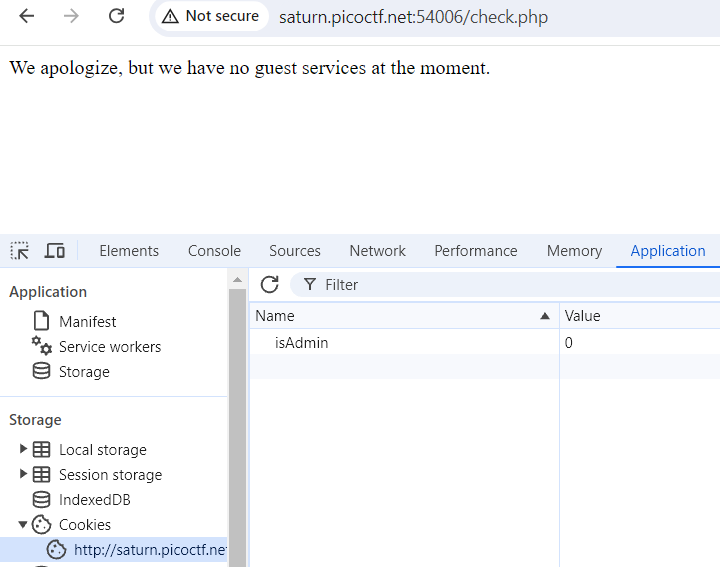 Not secure saturn.picoctf.net:54006/check.php
We apologize, but we have no guest services at the moment.
Elements Console Sources Network Performance Memory Application
Application
Manifest
Service workers
Storage
Storage
Local storage
Session storage
IndexedDB
Cookies
http://saturn.picoctf.ne
Filter
Name Value
isAdmin 0